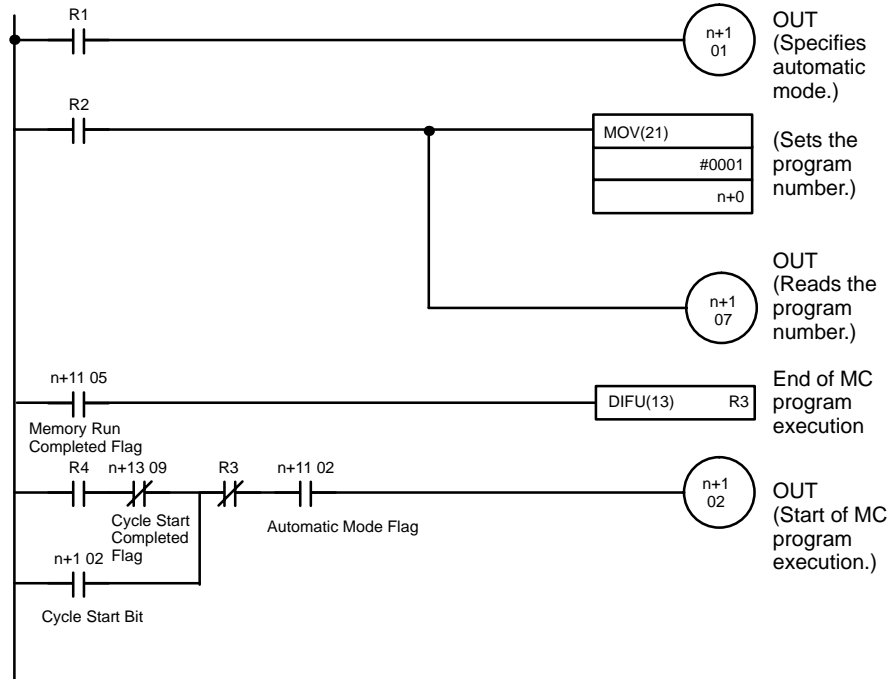 R1
n+1
01
OUT
(Specifies
automatic
mode.)
R2
MOV(21)
#0001
n+0
(Sets the
program
number.)
OUT
(Reads the
program
number.)
n+1
07
n+11 05
Memory Run
Completed Flag
DIFU(13) R3
End of MC
program
execution
R4 n+13 09 R3 n+11 02
Cycle Start
Completed
Flag
Automatic Mode Flag
n+1
02
OUT
(Start of MC
program
execution.)
n+1 02
Cycle Start Bit